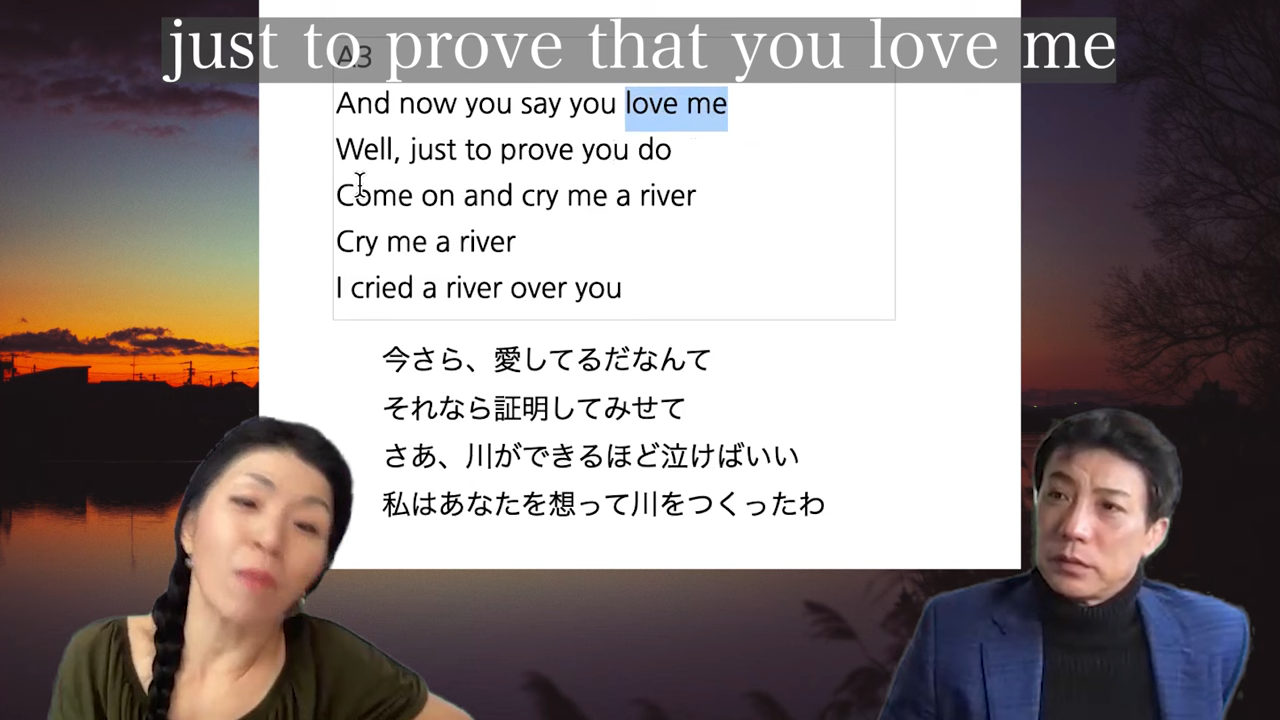 just to prove that you love me
A3
And now you say you love me
Well, just to prove you do
Come on and cry me a river
Cry me a river
I cried a river over you
今さら、愛してるだなんて
それなら証明してみせて
さあ、川ができるほど泣けばいい
私はあなたを想って川をつくったわ